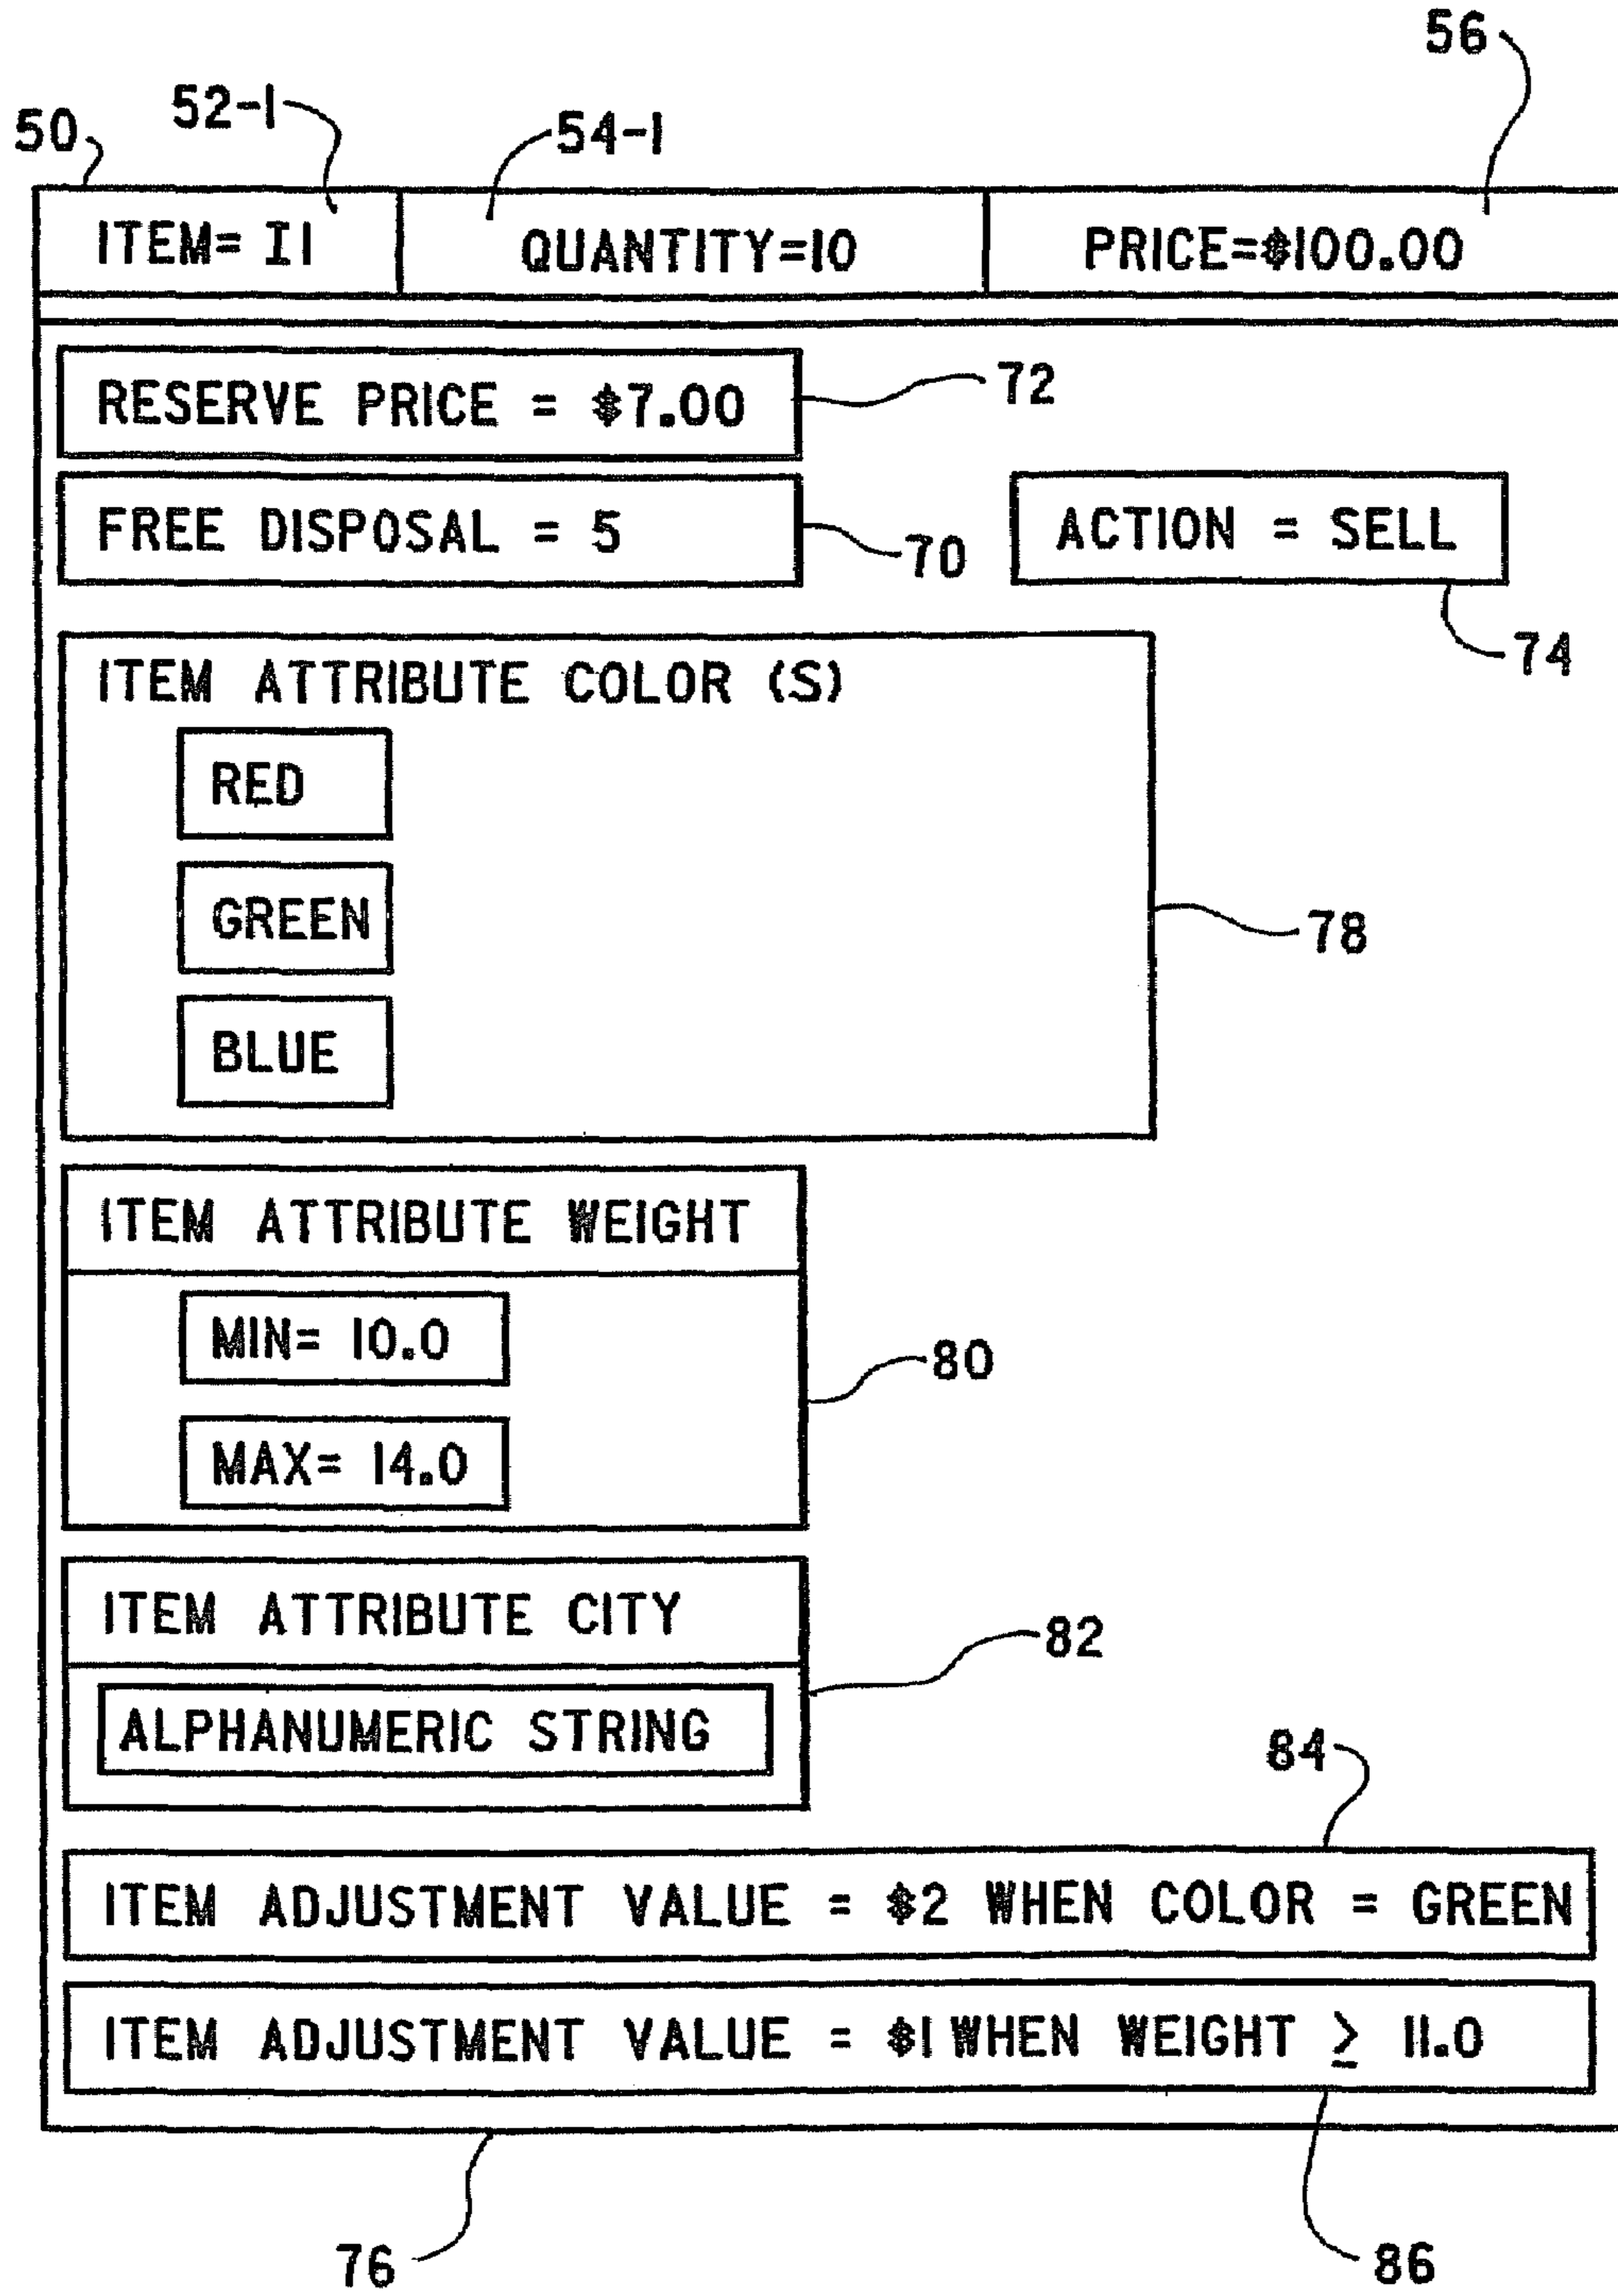 56
52-1
50
54-1
ITEM= I1
QUANTITY=10
PRICE=$100.00
RESERVE PRICE = $7.00
72
FREE DISPOSAL = 5
70
ACTION = SELL
74
ITEM ATTRIBUTE COLOR (S)
RED
GREEN
78
BLUE
ITEM ATTRIBUTE WEIGHT
MIN= 10.0
80
MAX= 14.0
ITEM ATTRIBUTE CITY
82
ALPHANUMERIC STRING
84
ITEM ADJUSTMENT VALUE = $2 WHEN COLOR = GREEN
ITEM ADJUSTMENT VALUE = $1 WHEN WEIGHT ≥ 11.0
76
86